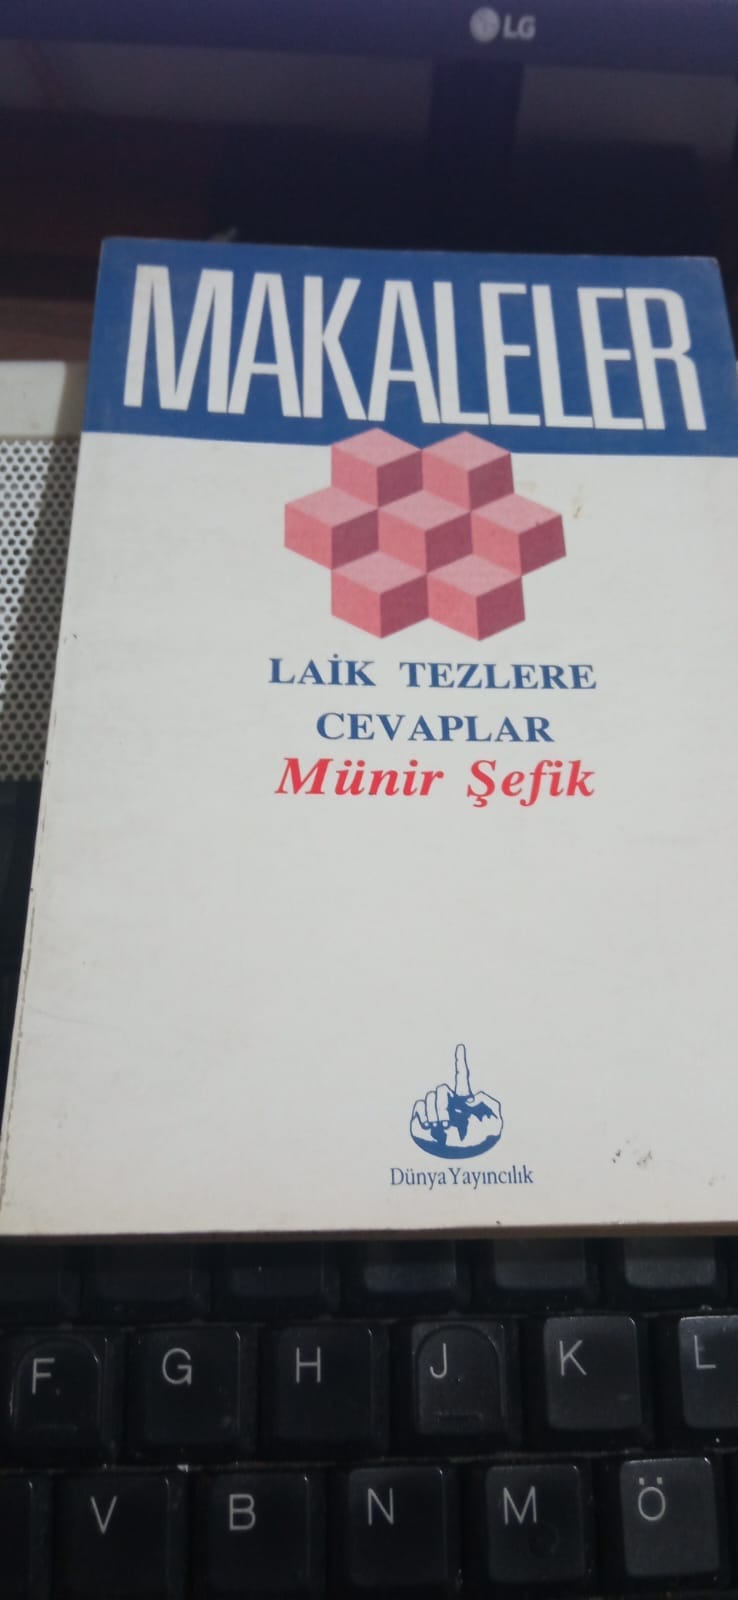 LG
MAKALELER
LAİK TEZLERE
CEVAPLAR
Münir Şefik
Dünya Yayıncılık
F G H J K L
V B N M Ö